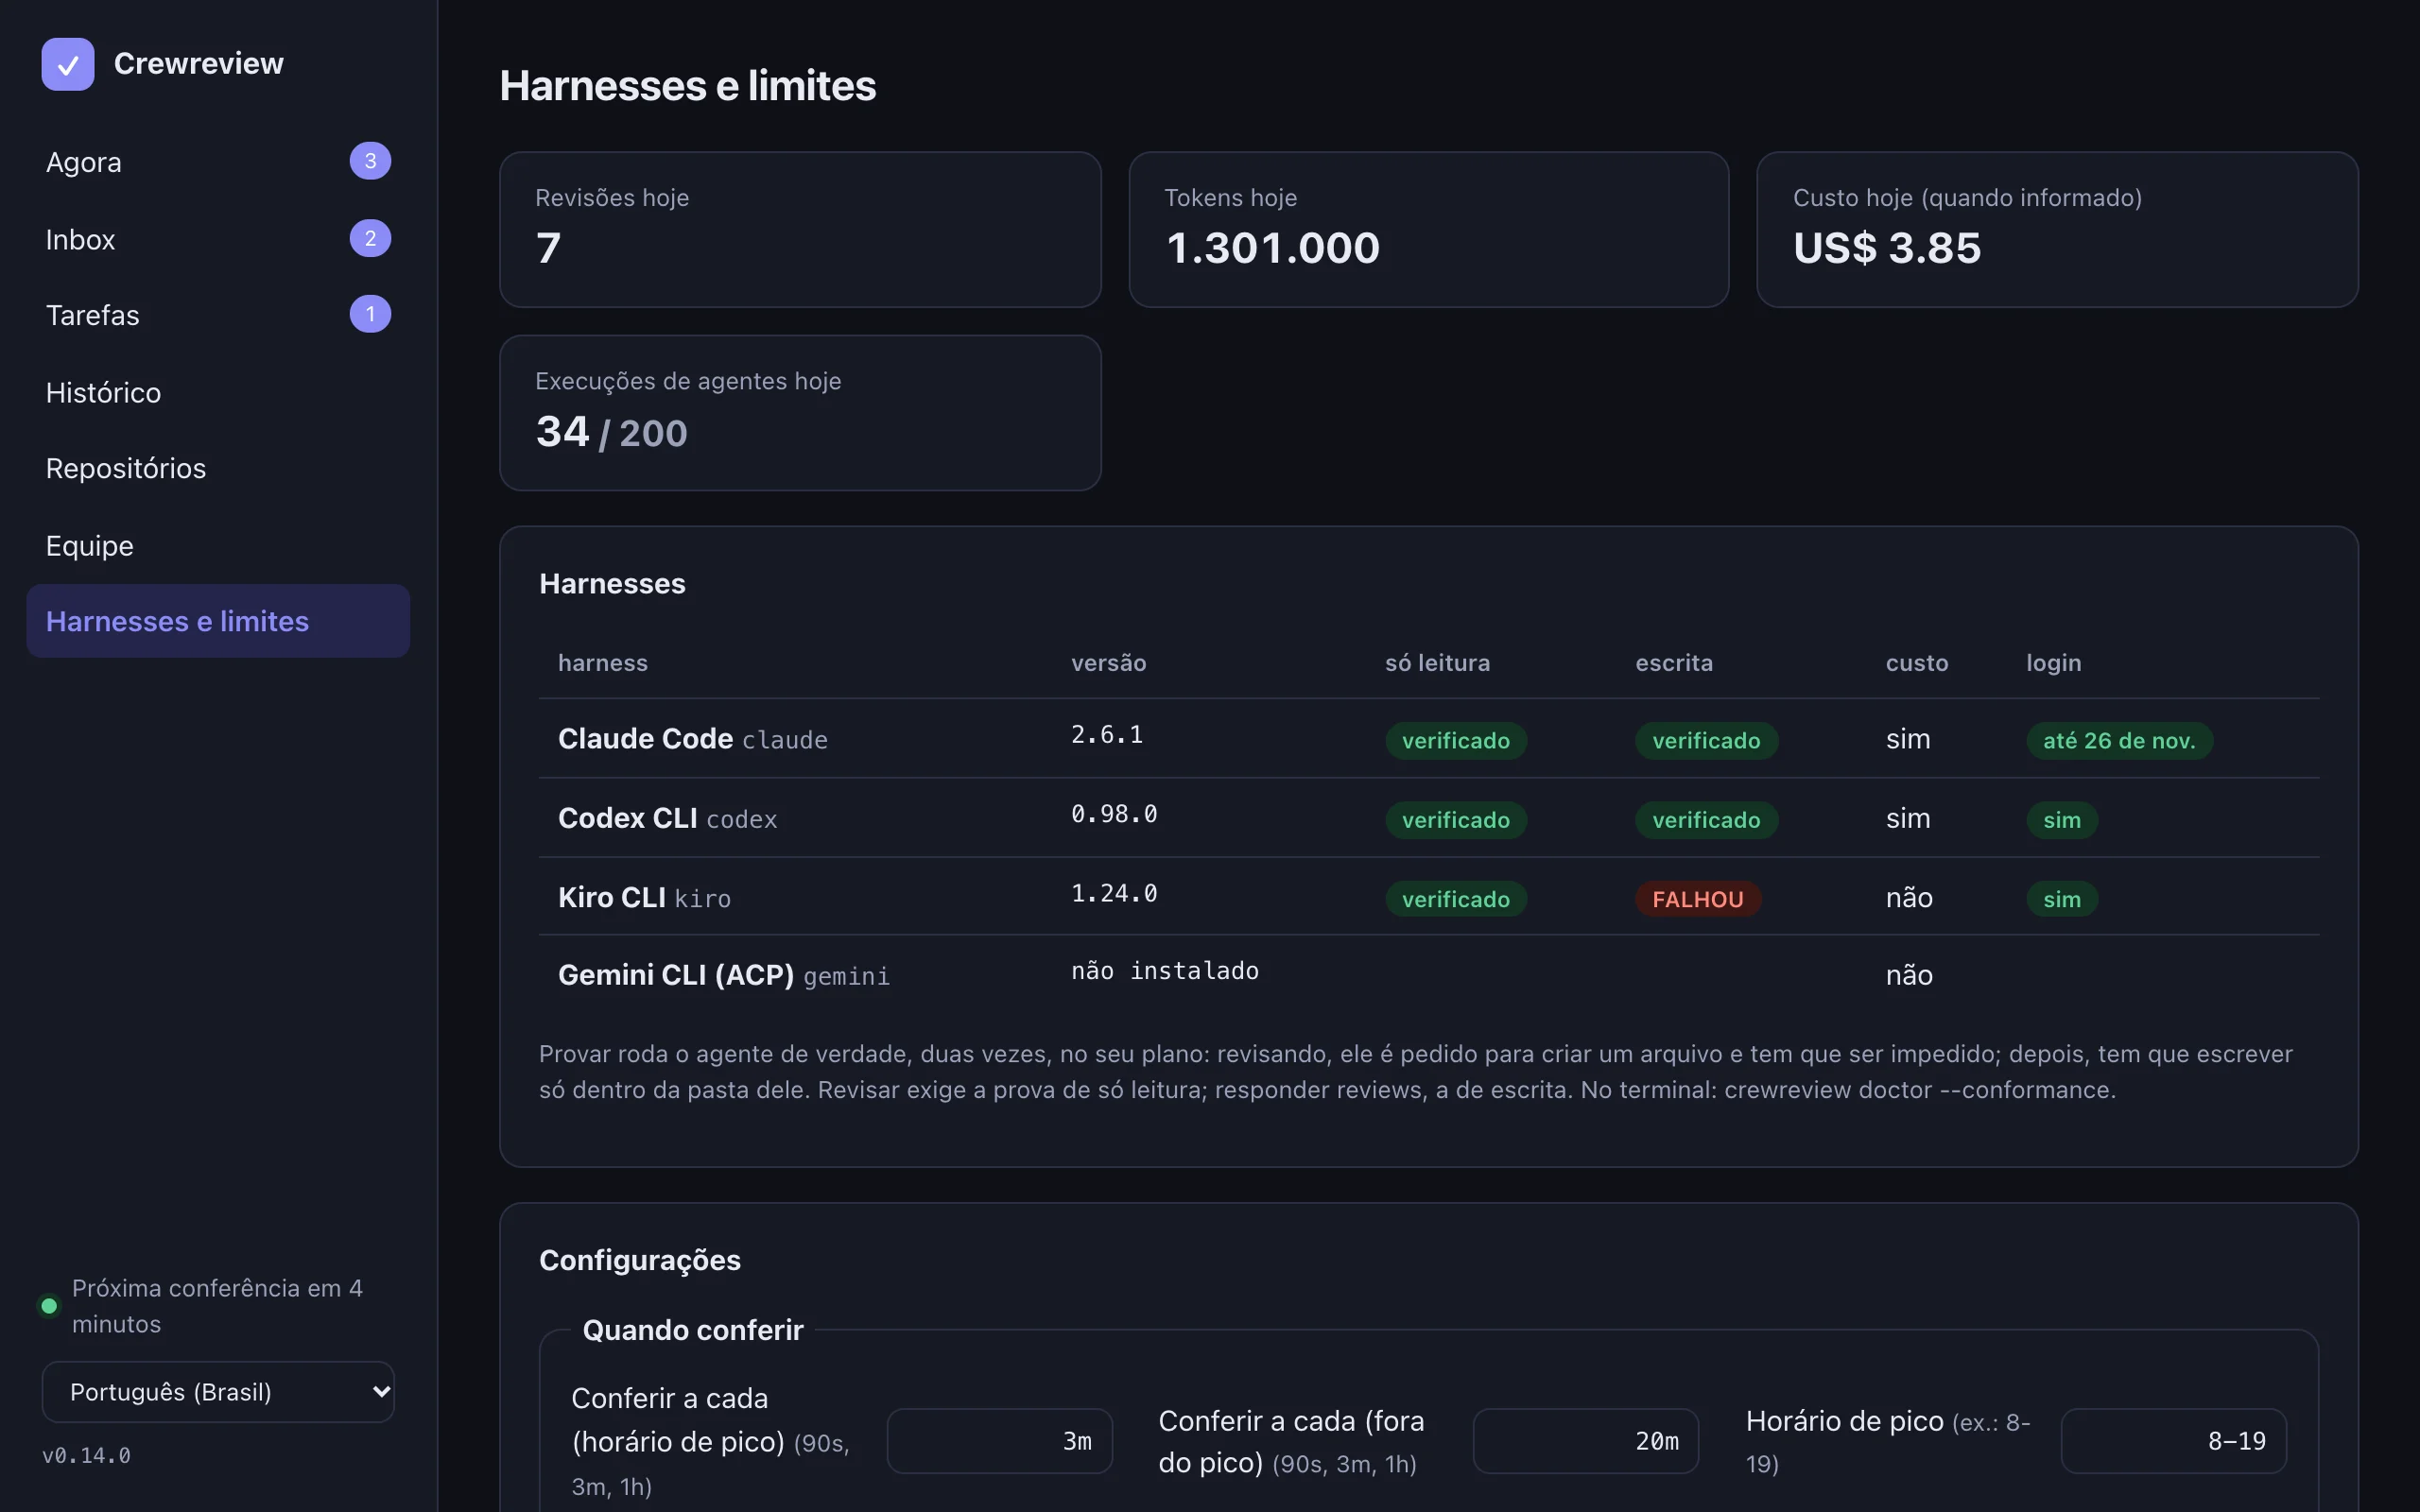 Crewreview
Agora 3
Inbox 2
Tarefas 1
Histórico
Repositórios
Equipe
Harnesses e limites
Próxima conferência em 4
minutos
Português (Brasil)
v0.14.0
Harnesses e limites
Revisões hoje
7
Tokens hoje
1.301.000
Custo hoje (quando informado)
US$ 3.85
Execuções de agentes hoje
34 / 200
Harnesses
harness versão só leitura escrita custo login
Claude Code claude 2.6.1 verificado verificado sim até 26 de nov.
Codex CLI codex 0.98.0 verificado verificado sim sim
Kiro CLI kiro 1.24.0 verificado FALHOU não sim
Gemini CLI (ACP) gemini não instalado não
Provar roda o agente de verdade, duas vezes, no seu plano: revisando, ele é pedido para criar um arquivo e tem que ser impedido; depois, tem que escrever
só dentro da pasta dele. Revisar exige a prova de só leitura; responder reviews, a de escrita. No terminal: crewreview doctor --conformance.
Configurações
Quando conferir
Conferir a cada
(horário de pico) (90s,
3m, 1h)
3m
Conferir a cada (fora
do pico) (90s, 3m, 1h)
20m
Horário de pico (ex.: 8-
19)
8–19